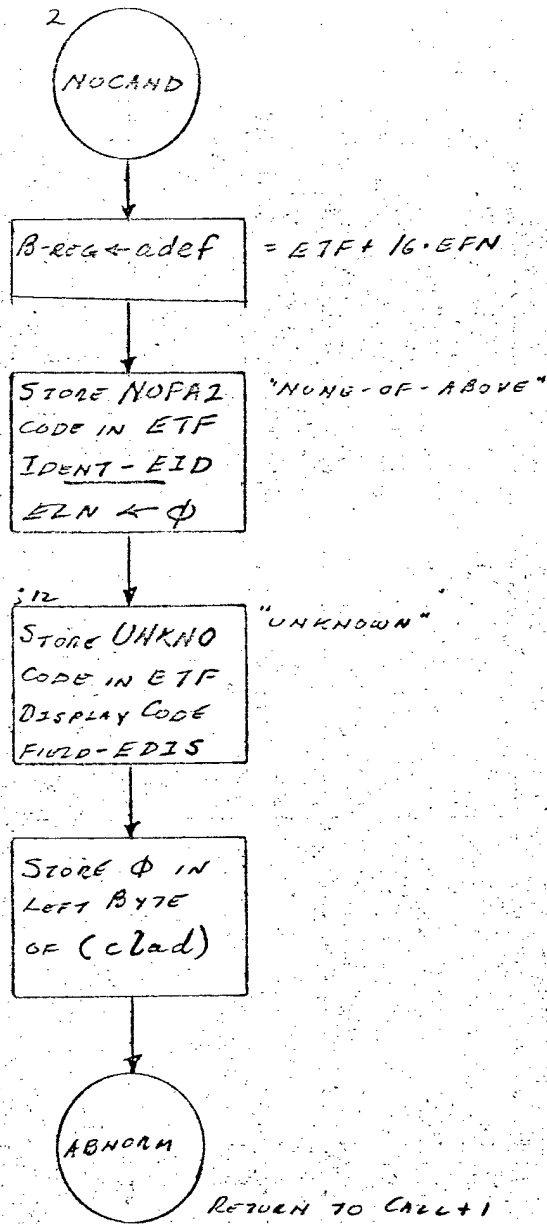 2
NOCAND
B-REG ← adef = ETF + 16·EFN
STORE NOFA2 "NONE-OF-ABOVE"
CODE IN ETF
IDENT-EID
ELN ← ϕ
;12
STORE UNKNO "UNKNOWN"
CODE IN ETF
DISPLAY CODE
FIELD-EDIS
STORE ϕ IN
LEFT BYTE
OF (clad)
ABNORM
RETURN TO CALL+1